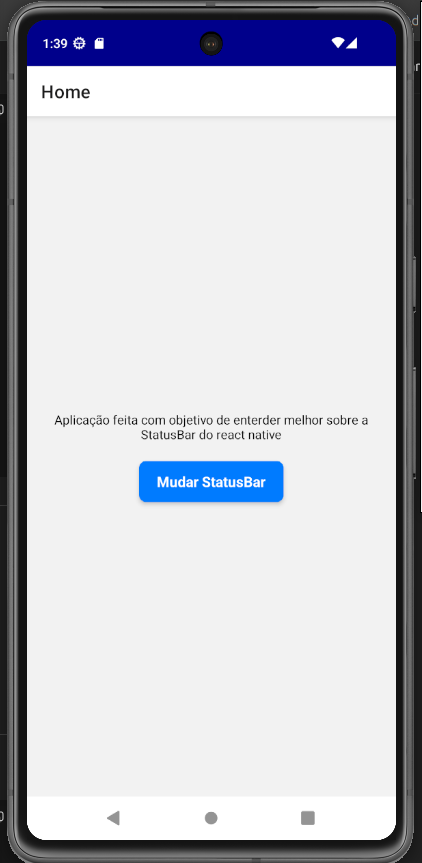 1:39
Home
Aplicação feita com objetivo de enterder melhor sobre a
StatusBar do react native
Mudar StatusBar